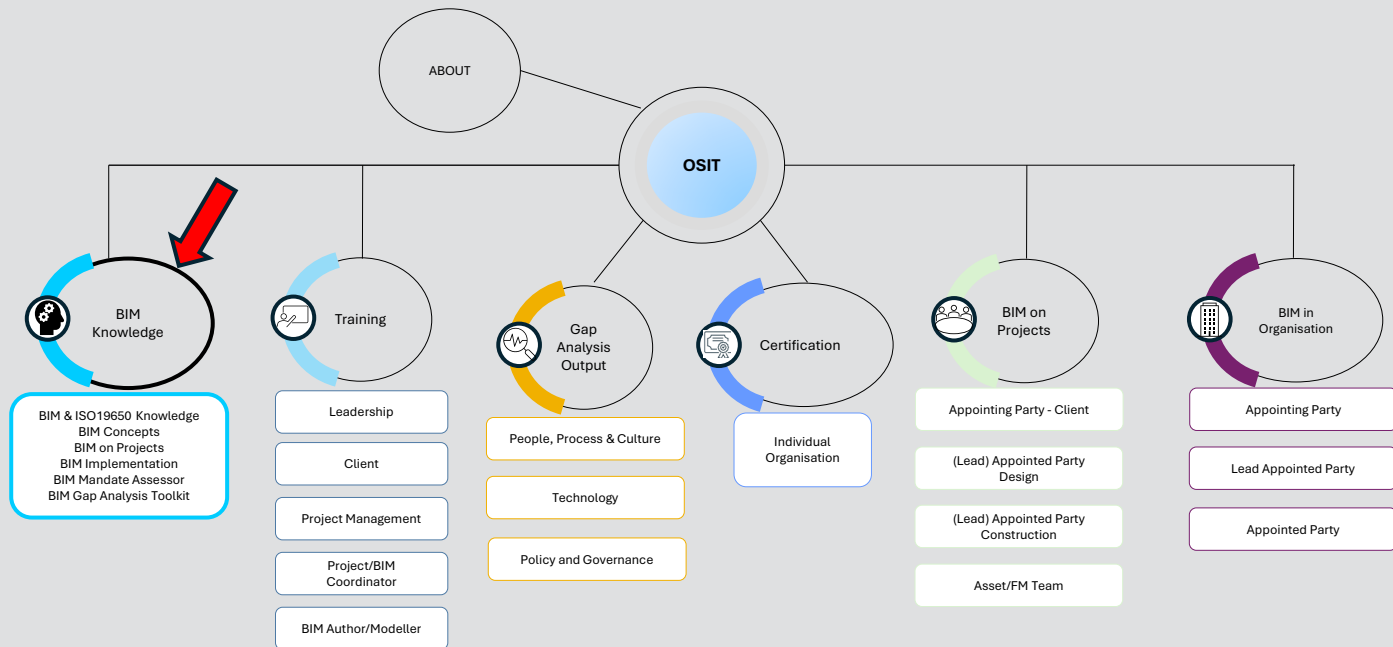 ABOUT
OSIT
BIM
Knowledge
BIM & ISO19650 Knowledge
BIM Concepts
BIM on Projects
BIM Implementation
BIM Mandate Assessor
BIM Gap Analysis Toolkit
Training
Leadership
Client
Project Management
Project/BIM
Coordinator
BIM Author/Modeller
Gap
Analysis
Output
People, Process & Culture
Technology
Policy and Governance
Certification
Individual
Organisation
BIM on
Projects
Appointing Party - Client
(Lead) Appointed Party
Design
(Lead) Appointed Party
Construction
Asset/FM Team
BIM in
Organisation
Appointing Party
Lead Appointed Party
Appointed Party